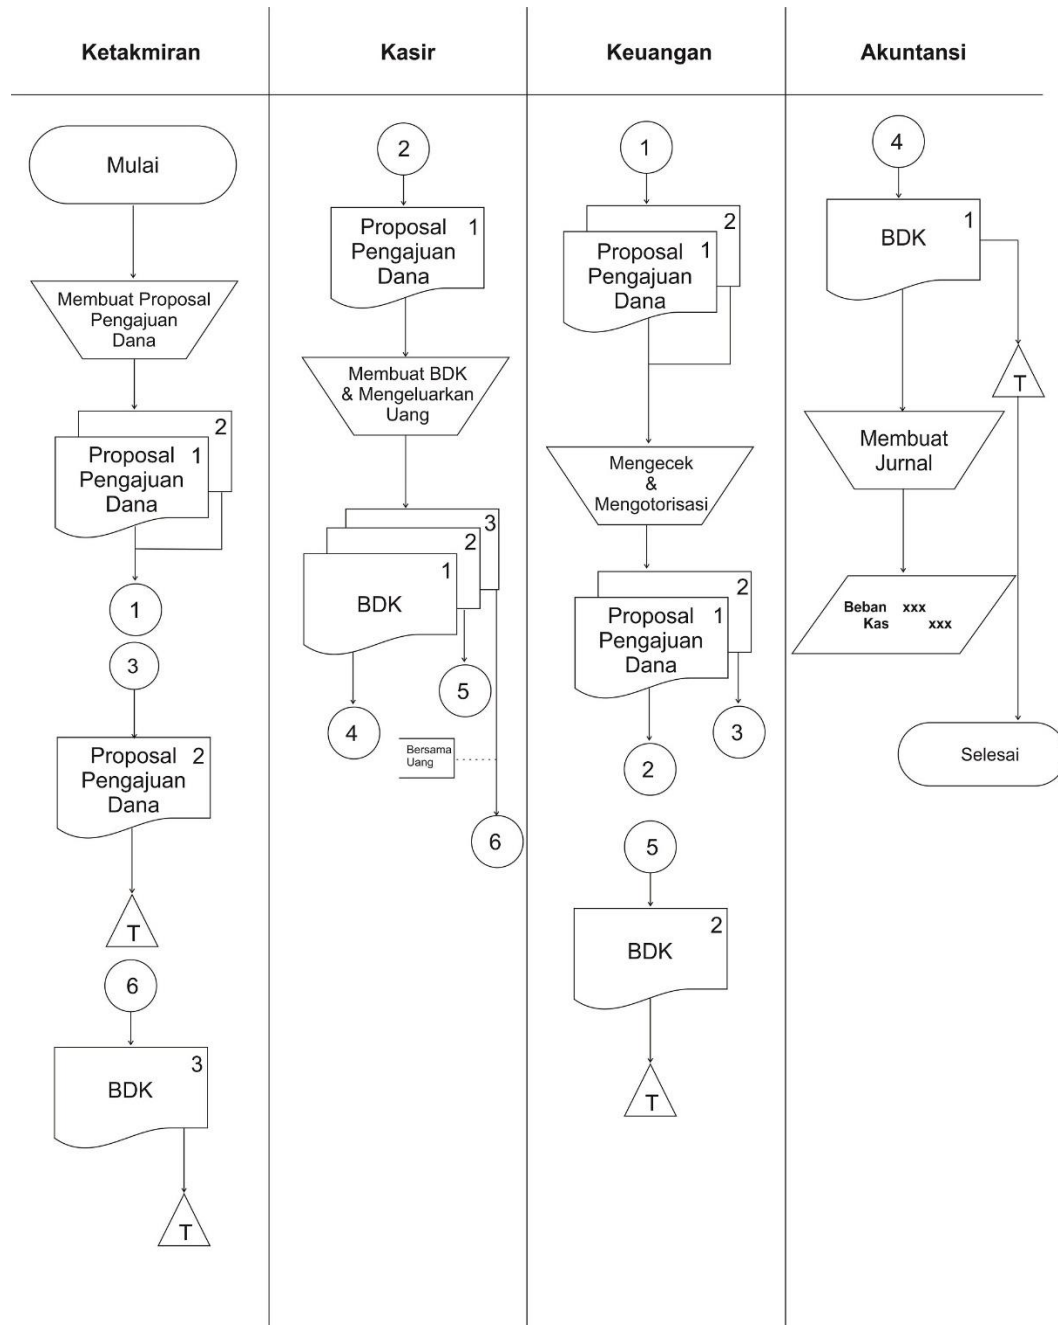 Ketakmiran
Kasir
Keuangan
Akuntansi
Mulai
Membuat Proposal
Pengajuan
Dana
2
Proposal 1
Pengajuan
Dana
1
3
Proposal 2
Pengajuan
Dana
T
6
3
BDK
T
2
Proposal 1
Pengajuan
Dana
Membuat BDK
& Mengeluarkan
Uang
3
2
1
BDK
5
4
Bersama
Uang
6
1
2
Proposal 1
Pengajuan
Dana
Mengecek
&
Mengotorisasi
2
Proposal 1
Pengajuan
Dana
3
2
5
2
BDK
T
4
1
BDK
T
Membuat
Jurnal
Beban xxx
Kas xxx
Selesai